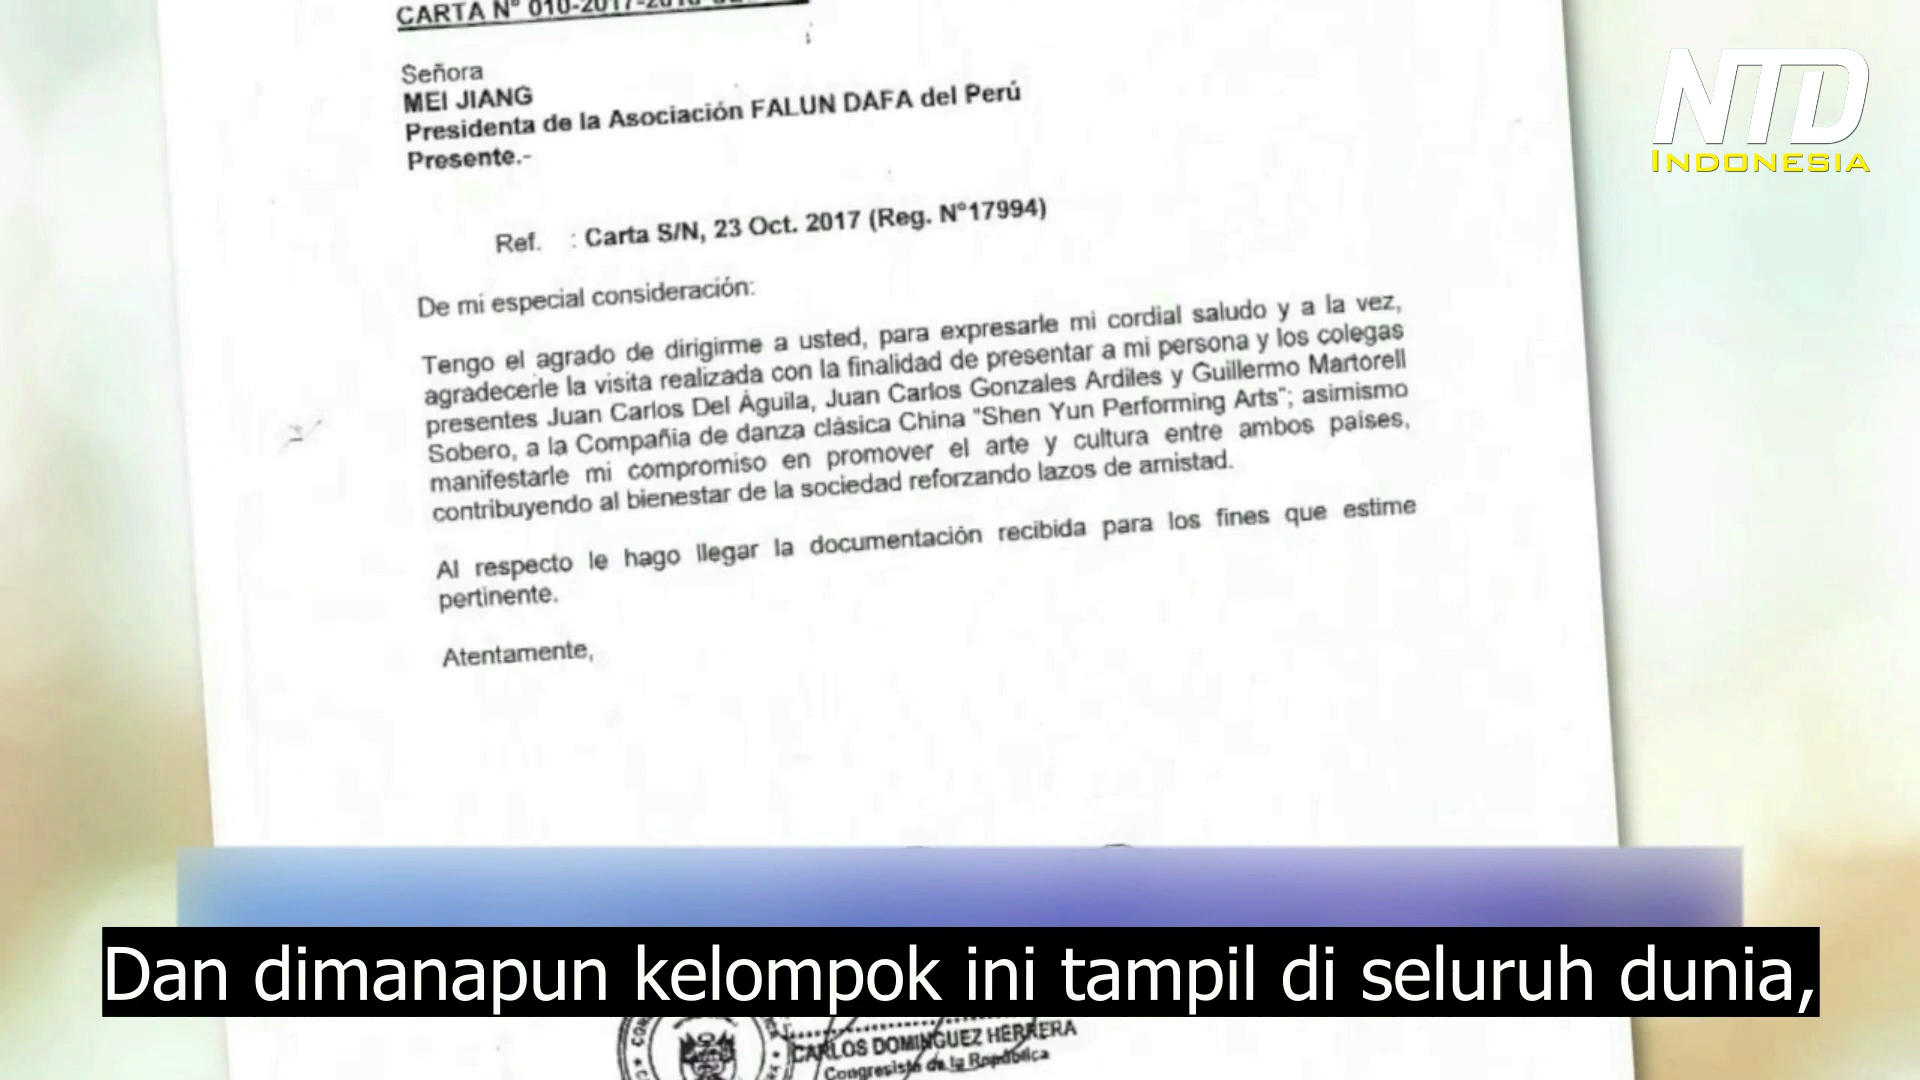 CARTA N° 010-2017-2018
Señora
MEI JIANG
Presidenta de la Asociación FALUN DAFA del Perú
Presente.-
Ref. : Carta S/N, 23 Oct. 2017 (Reg. N°17994)
De mi especial consideración:
Tengo el agrado de dirigirme a usted, para expresarle mi cordial saludo y a la vez,
agradecerle la visita realizada con la finalidad de presentar a mi persona y los colegas
presentes Juan Carlos Del Águila, Juan Carlos Gonzales Ardiles y Guillermo Martorell
Sobero, a la Compañia de danza clásica China "Shen Yun Performing Arts"; asimismo
manifestarle mi compromiso en promover el arte y cultura entre ambos países,
contribuyendo al bienestar de la sociedad reforzando lazos de amistad.
Al respecto le hago llegar la documentación recibida para los fines que estime
pertinente.
Atentamente,
CARLOS DOMINGUEZ HERRERA
Congresista de la República
NTD
INDONESIA
Dan dimanapun kelompok ini tampil di seluruh dunia,